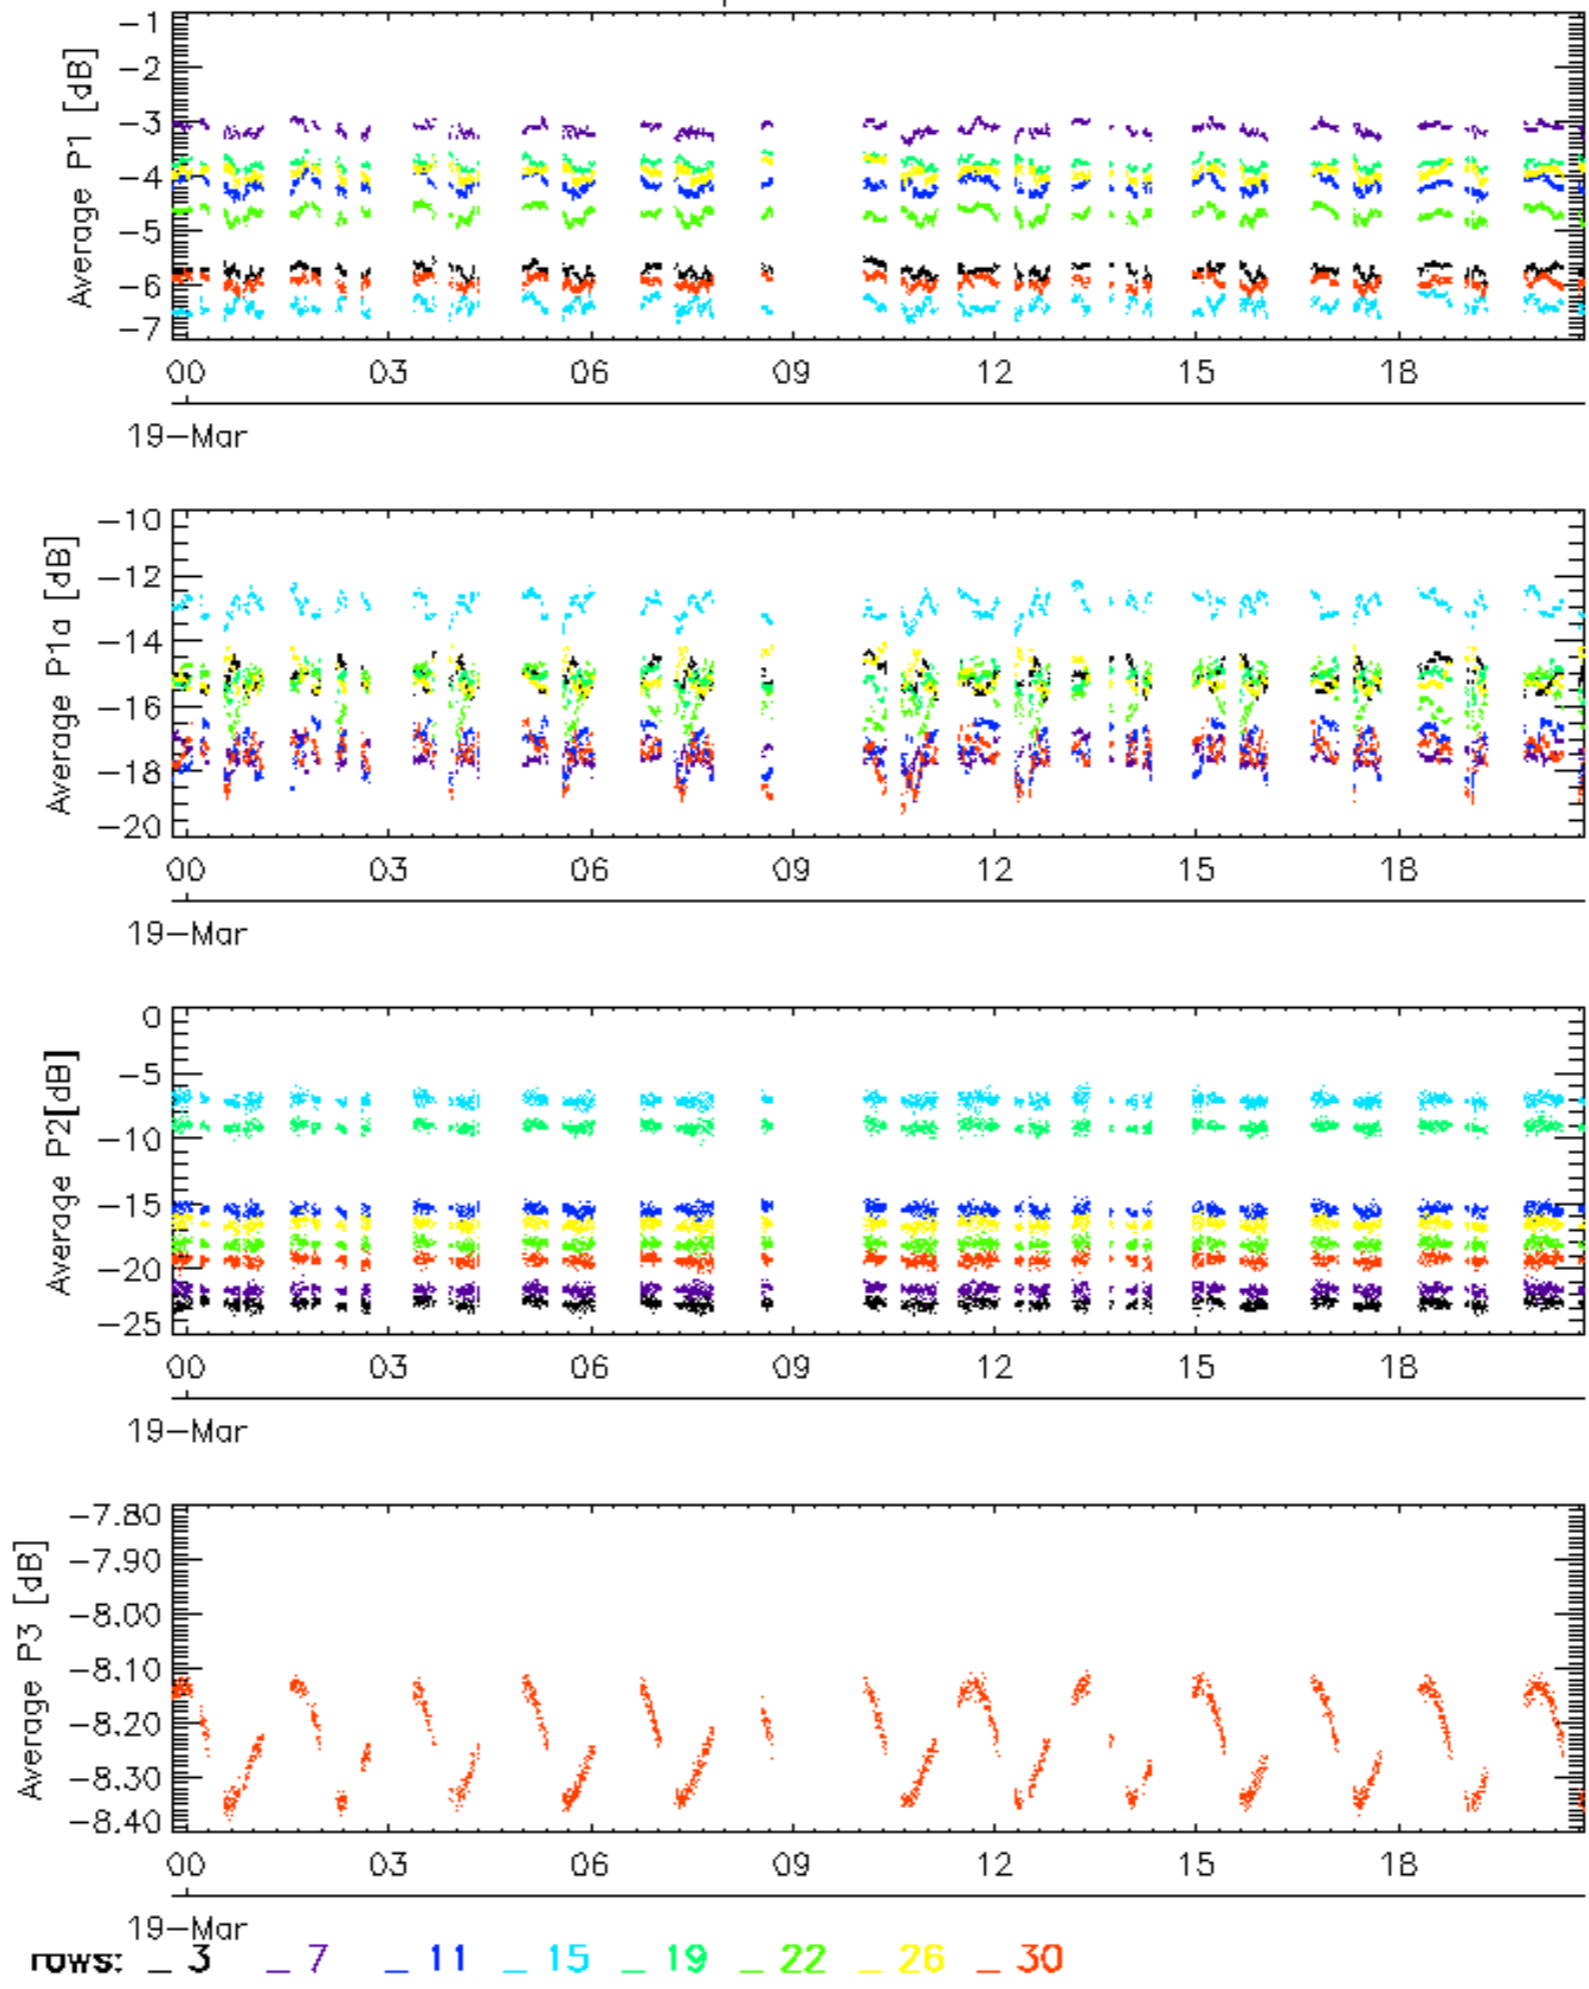 Average P1 [dB]
-1
-2
-3
-4
-5
-6
-7
00 03 06 09 12 15 18
19-Mar
Average P1a [dB]
-10
-12
-14
-16
-18
-20
00 03 06 09 12 15 18
19-Mar
Average P2[dB]
0
-5
-10
-15
-20
-25
00 03 06 09 12 15 18
19-Mar
Average P3 [dB]
-7.80
-7.90
-8.00
-8.10
-8.20
-8.30
-8.40
00 03 06 09 12 15 18
19-Mar
rows: _ 3 _ 7 _ 11 _ 15 _ 19 _ 22 _ 26 _ 30